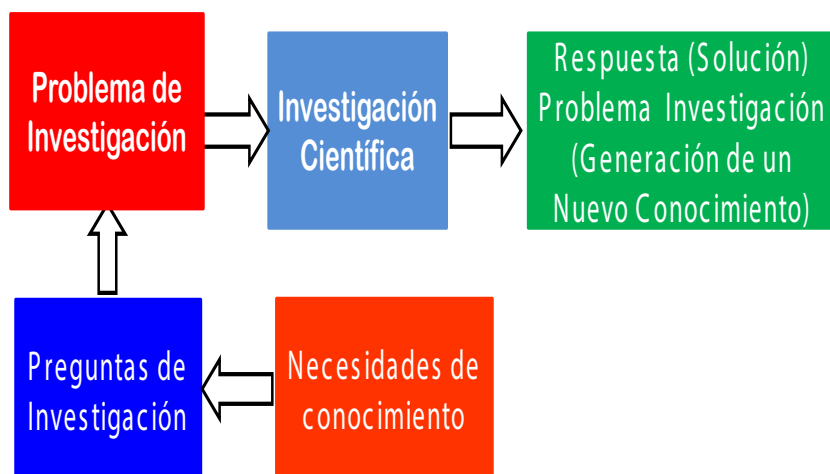 Problema de
Investigación
Investigación
Científica
Respuesta (Solución)
Problema Investigación
(Generación de un
Nuevo Conocimiento)
Preguntas de
Investigación
Necesidades de
conocimiento